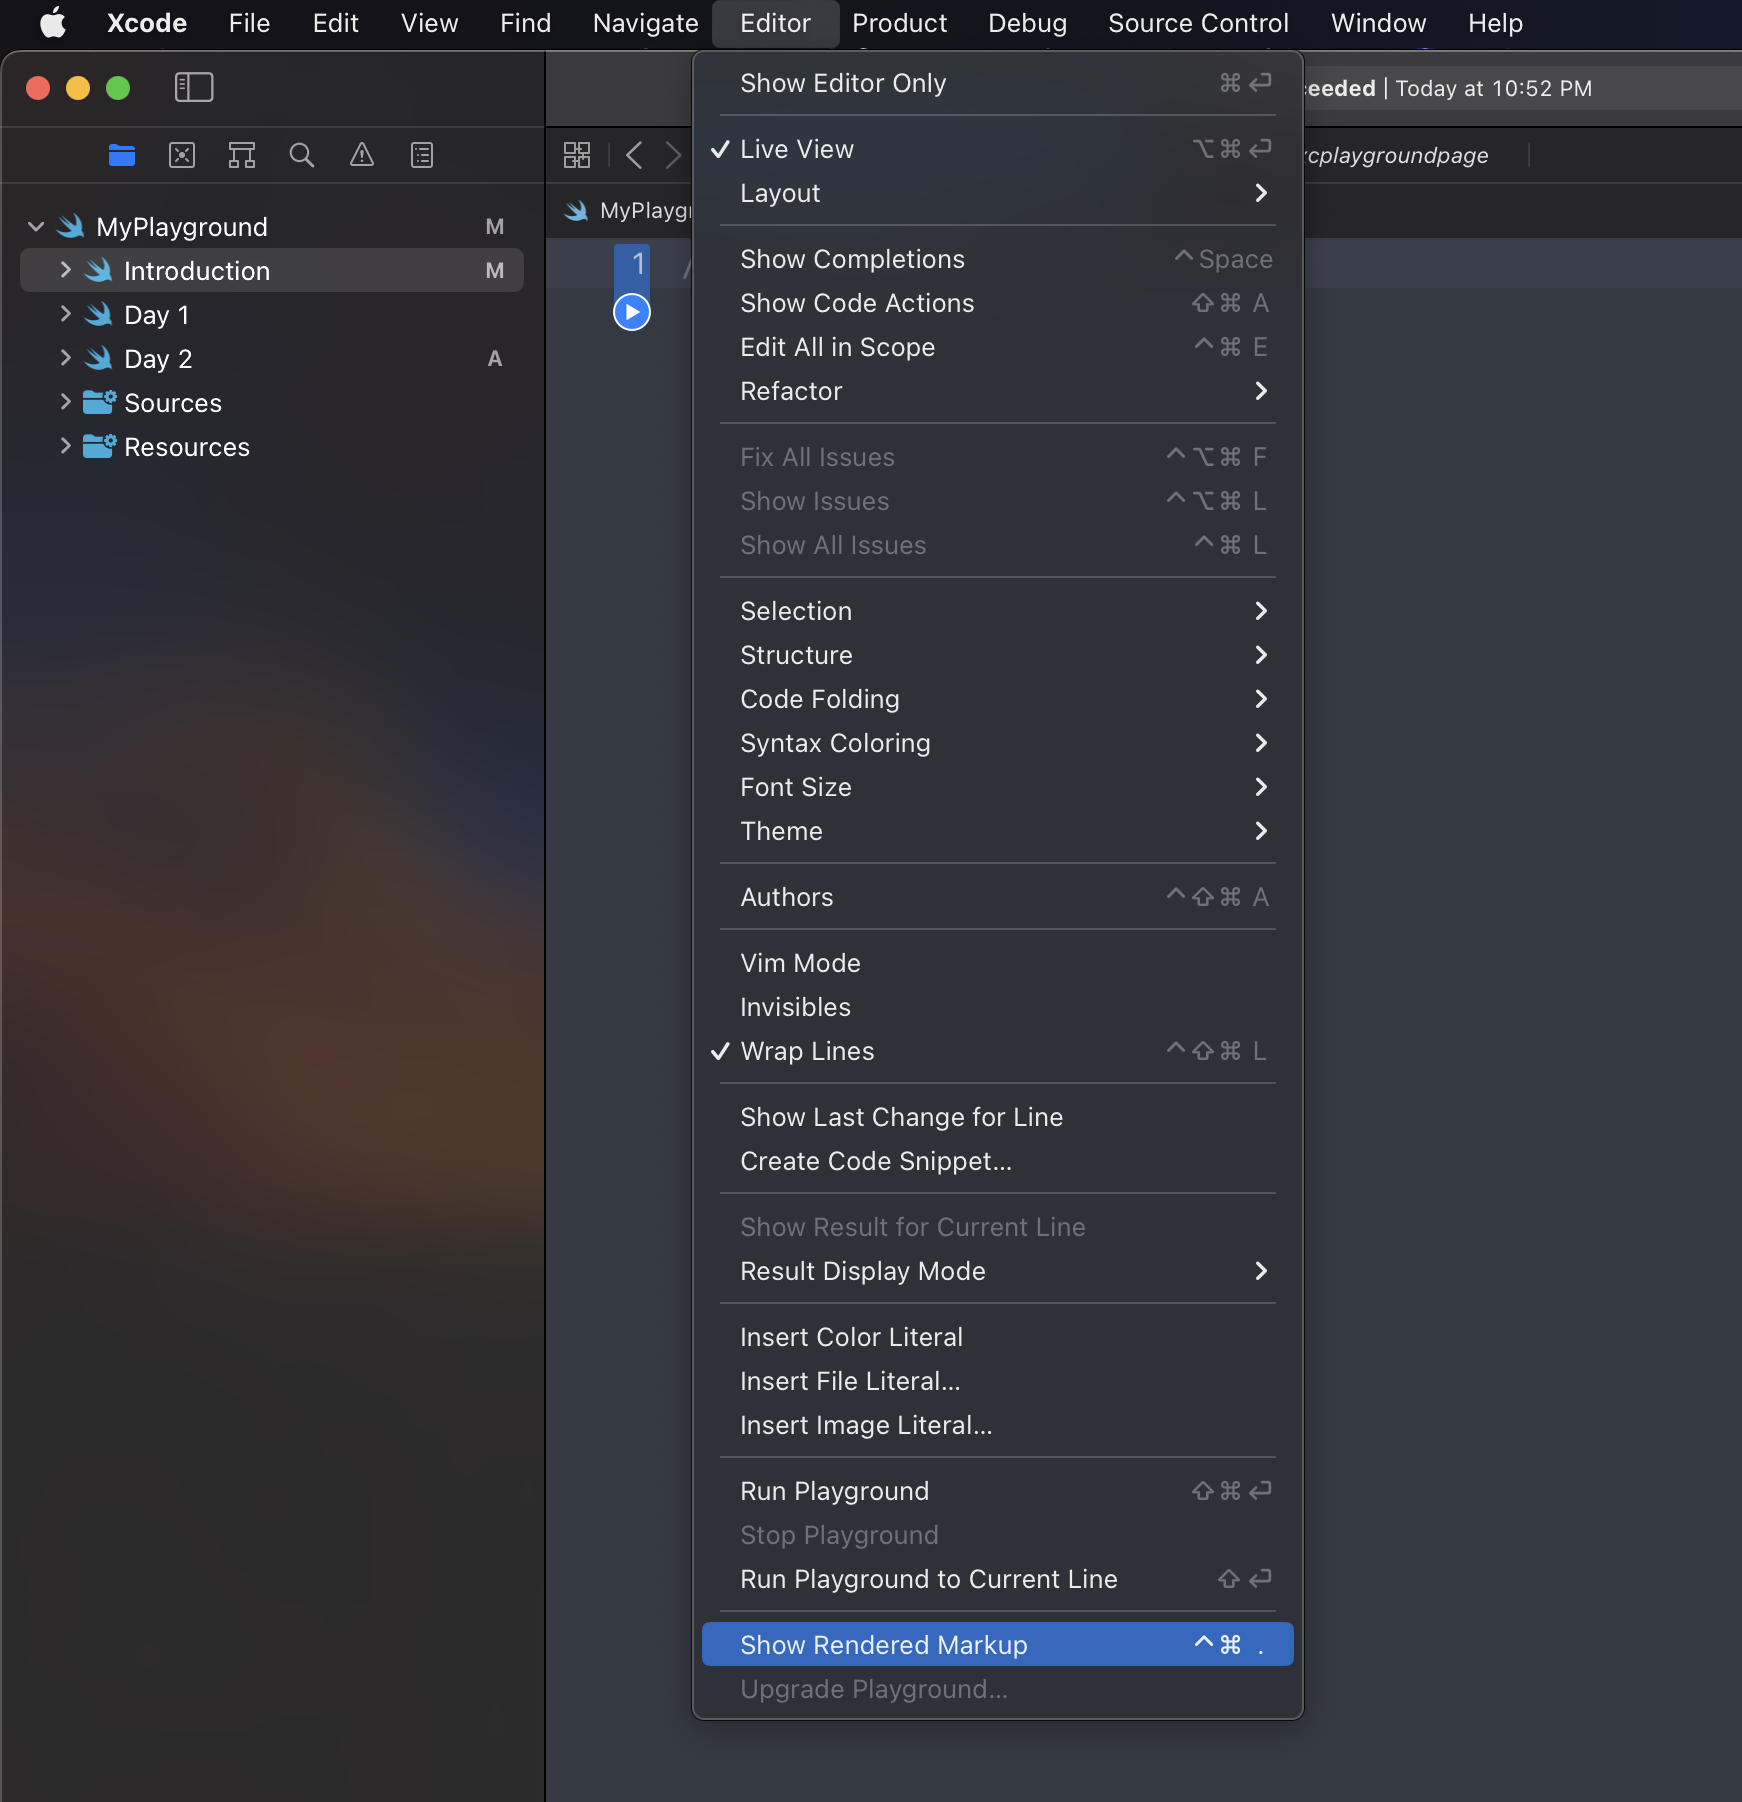 Xcode File Edit View Find Navigate Editor Product Debug Source Control Window Help
eeded | Today at 10:52 PM
cplaygroundpage
MyPlayground M
Introduction M
Day 1
Day 2 A
Sources
Resources
MyPlaygr
1 /
Show Editor Only ⌘↩
✓ Live View ⌥⌘↩
Layout >
Show Completions ^Space
Show Code Actions ⇧⌘ A
Edit All in Scope ^⌘ E
Refactor >
Fix All Issues ^⌥⌘ F
Show Issues ^⌥⌘ L
Show All Issues ^⌘ L
Selection >
Structure >
Code Folding >
Syntax Coloring >
Font Size >
Theme >
Authors ^⇧⌘ A
Vim Mode
Invisibles
✓ Wrap Lines ^⇧⌘ L
Show Last Change for Line
Create Code Snippet...
Show Result for Current Line
Result Display Mode >
Insert Color Literal
Insert File Literal...
Insert Image Literal...
Run Playground ⇧⌘↩
Stop Playground
Run Playground to Current Line ⇧↩
Show Rendered Markup ^⌘ .
Upgrade Playground...